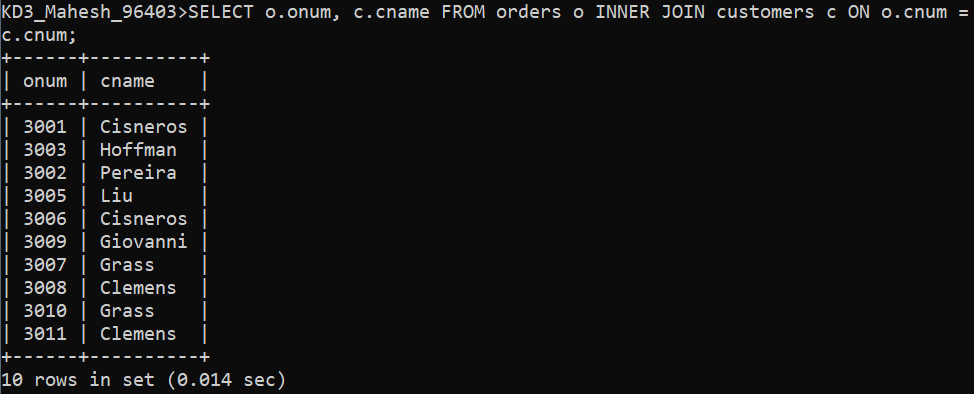 KD3_Mahesh_96403>SELECT o.onum, c.cname FROM orders o INNER JOIN customers c ON o.cnum =
c.cnum;
+------+----------+
| onum | cname    |
+------+----------+
| 3001 | Cisneros |
| 3003 | Hoffman  |
| 3002 | Pereira  |
| 3005 | Liu      |
| 3006 | Cisneros |
| 3009 | Giovanni |
| 3007 | Grass    |
| 3008 | Clemens  |
| 3010 | Grass    |
| 3011 | Clemens  |
+------+----------+
10 rows in set (0.014 sec)